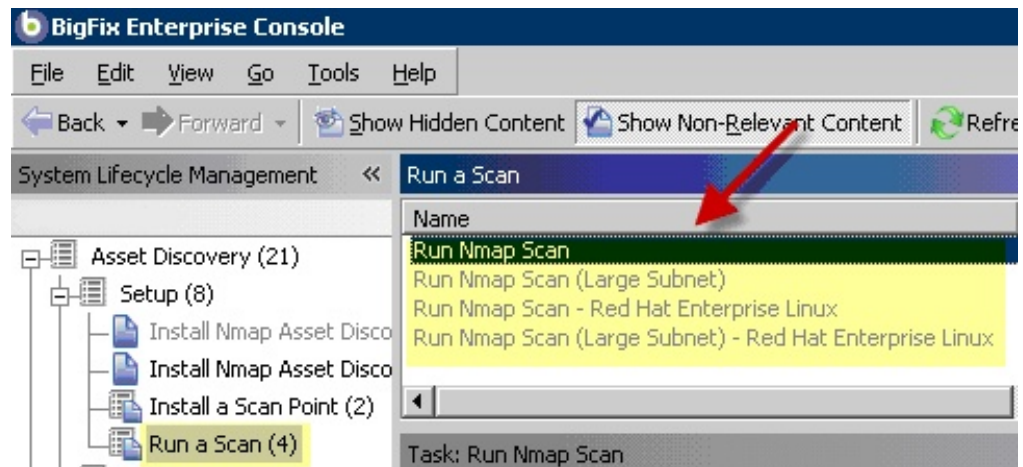 BigFix Enterprise Console
File Edit View Go Tools Help
Back Forward Show Hidden Content Show Non-Relevant Content Refre
System Lifecycle Management «
Run a Scan
Name
Asset Discovery (21)
Setup (8)
Install Nmap Asset Disco
Install Nmap Asset Disco
Install a Scan Point (2)
Run a Scan (4)
Run Nmap Scan
Run Nmap Scan (Large Subnet)
Run Nmap Scan - Red Hat Enterprise Linux
Run Nmap Scan (Large Subnet) - Red Hat Enterprise Linux
Task: Run Nmap Scan